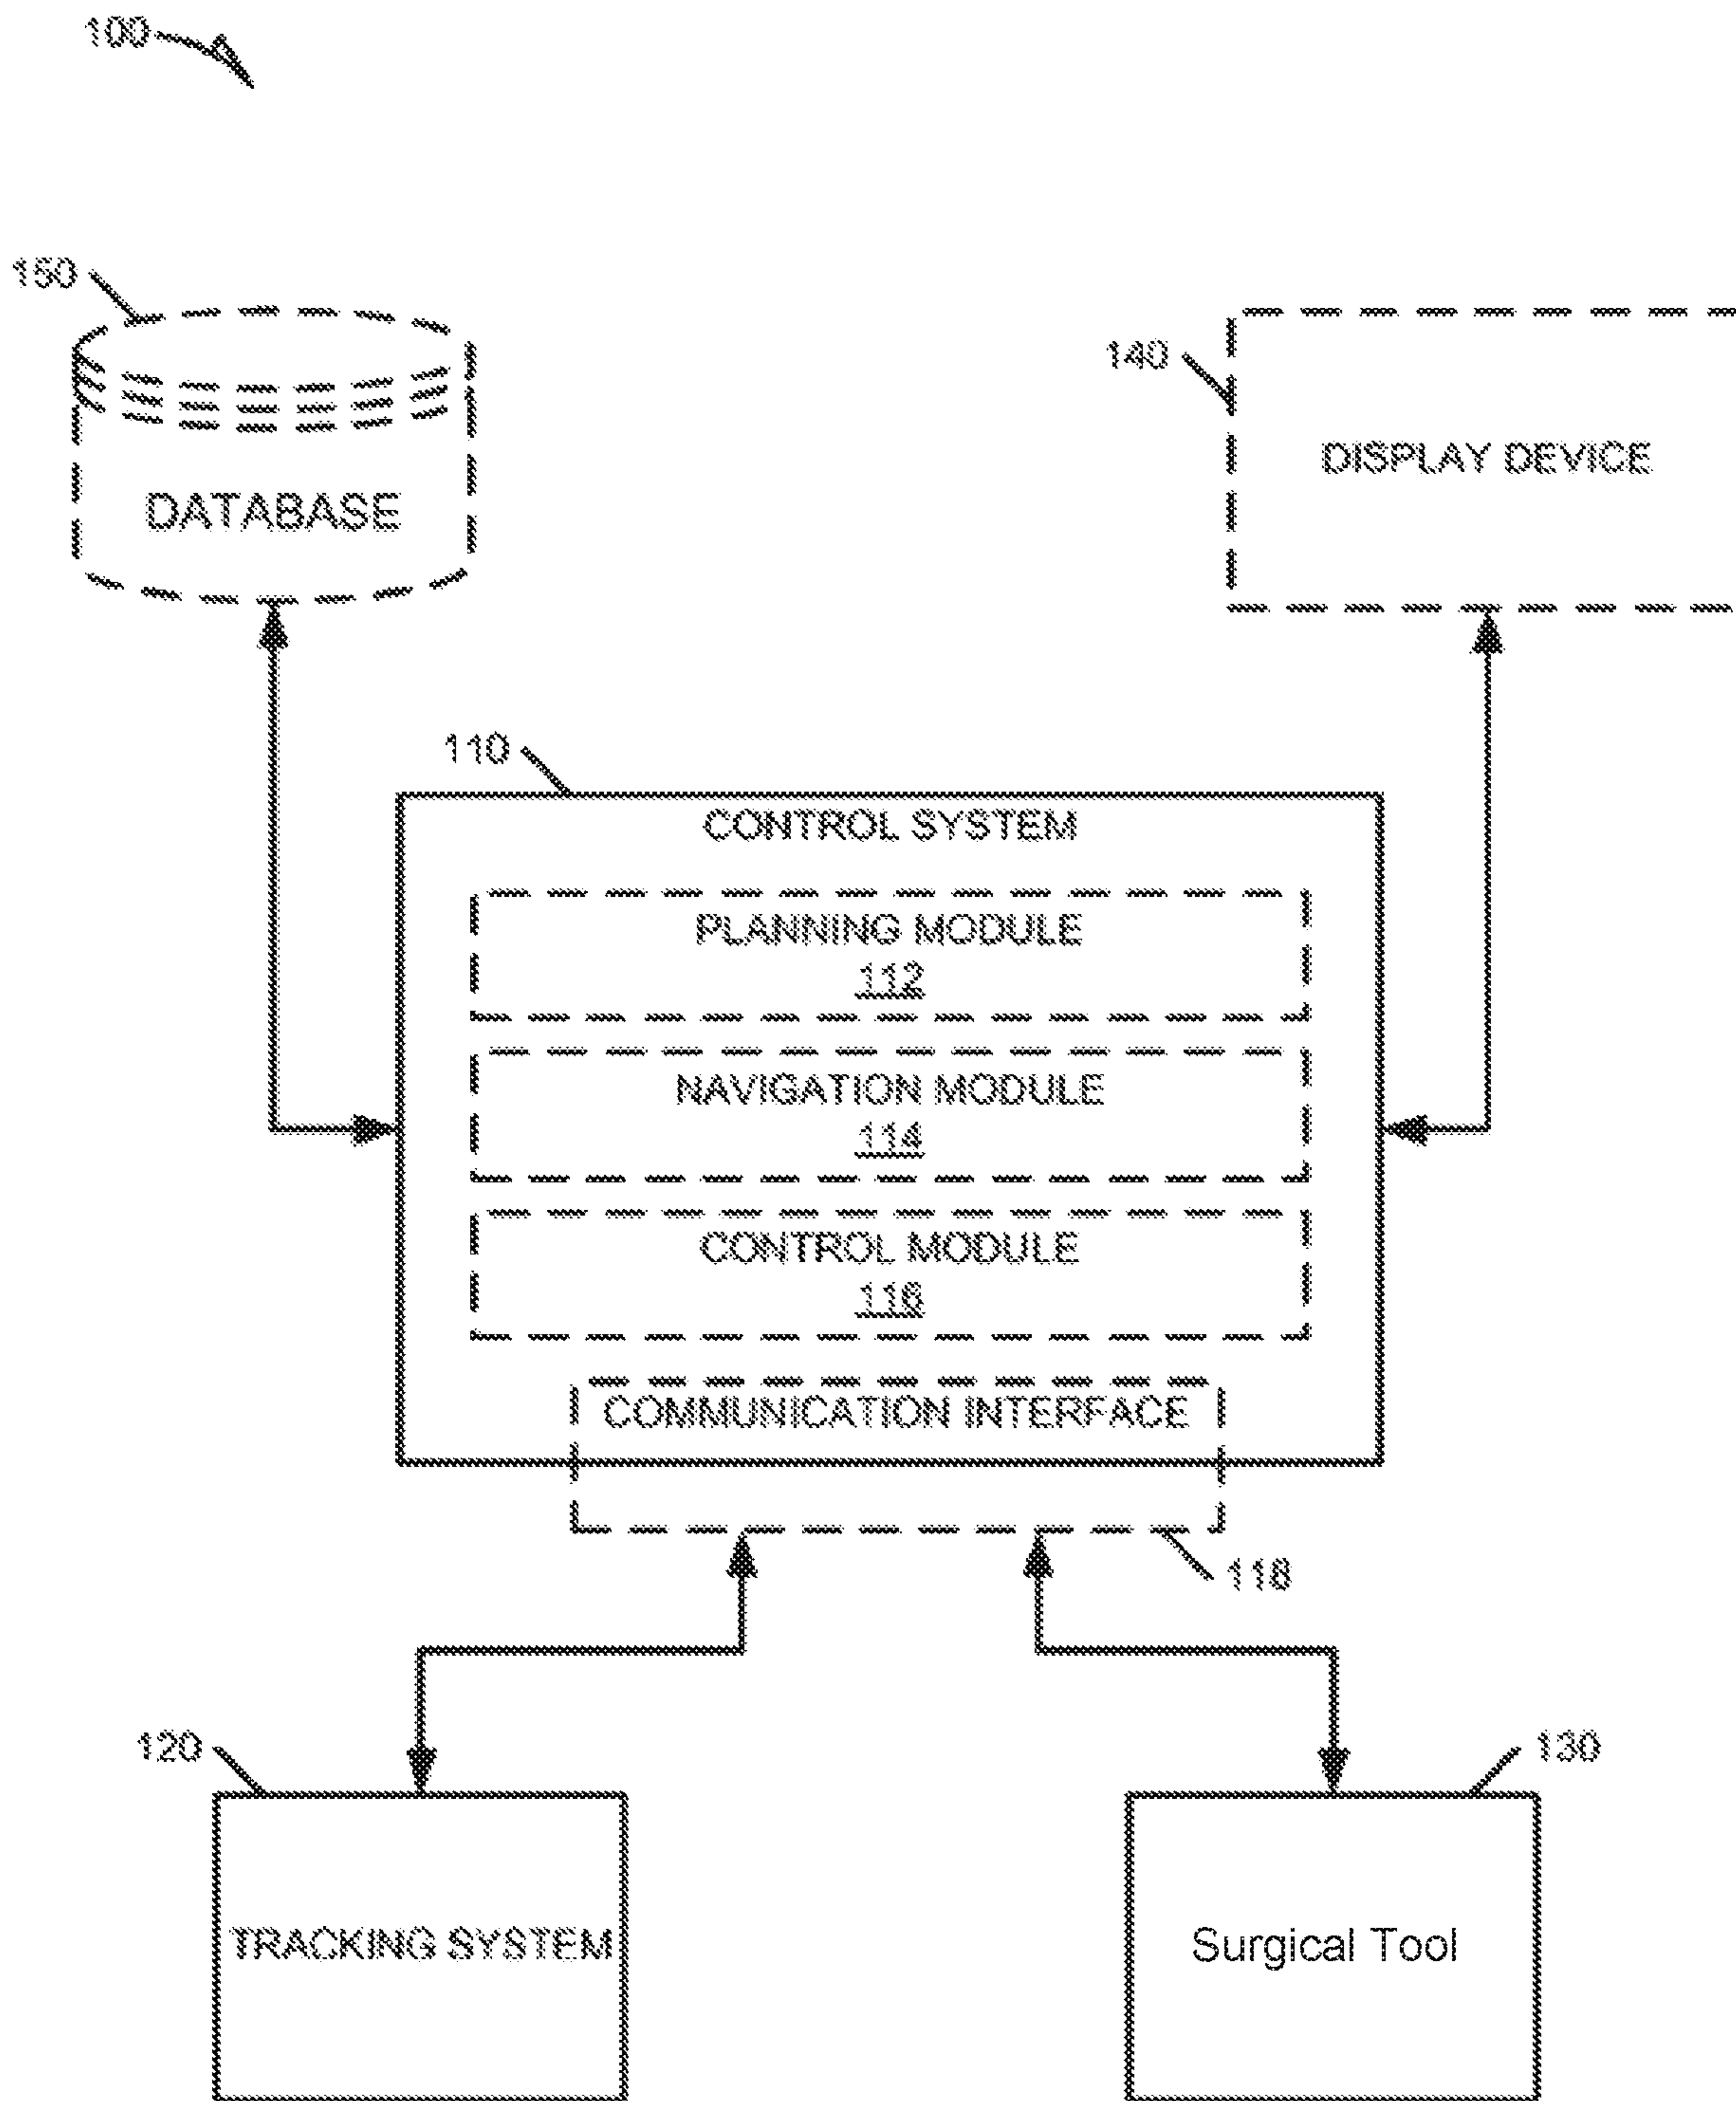 100
150
140
DATABASE
DISPLAY DEVICE
110
CONTROL SYSTEM
PLANNING MODULE
112
NAVIGATION MODULE
114
CONTROL MODULE
116
COMMUNICATION INTERFACE
118
120
130
TRACKING SYSTEM
Surgical Tool